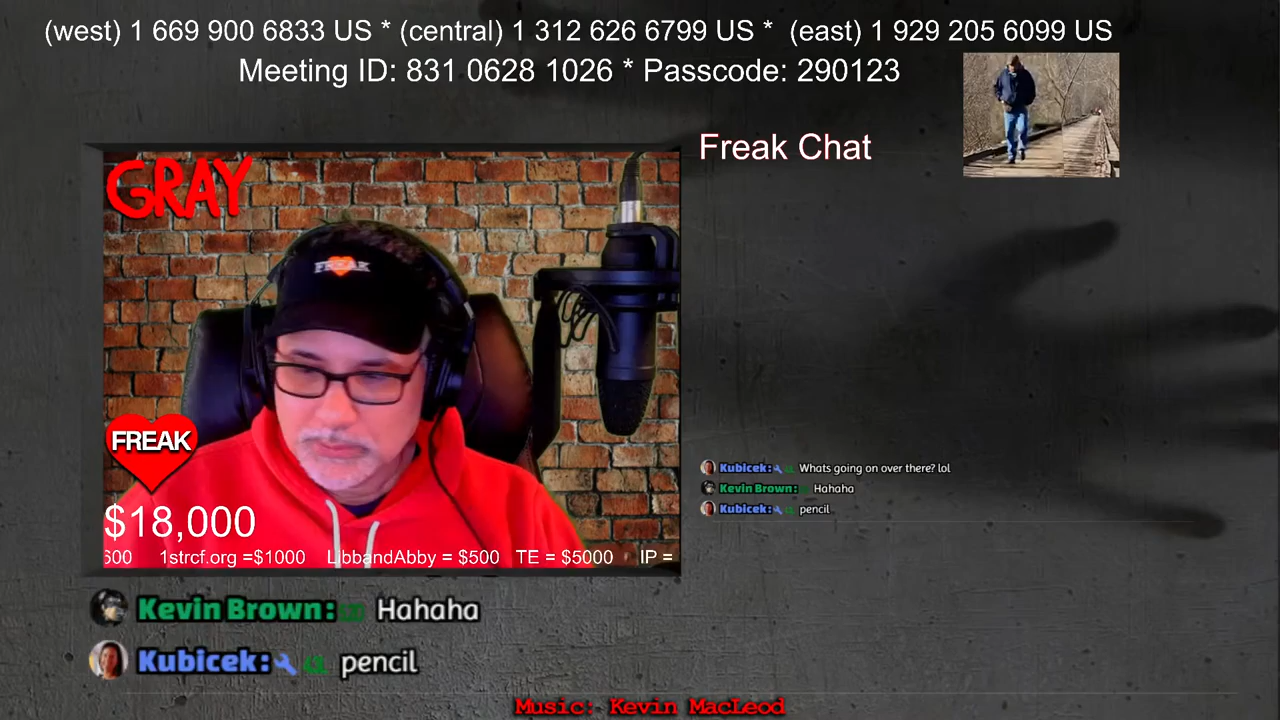 (west) 1 669 900 6833 US * (central) 1 312 626 6799 US * (east) 1 929 205 6099 US
Meeting ID: 831 0628 1026 * Passcode: 290123
Freak Chat
GRAY
FREAK
FREAK
$18,000
1strcf.org =$1000 LibbandAbby = $500 TE = $5000 IP =
Kubicek: Whats going on over there? lol
Kevin Brown: Hahaha
Kubicek: pencil
Kevin Brown: Hahaha
Kubicek: pencil
Music: Kevin MacLeod